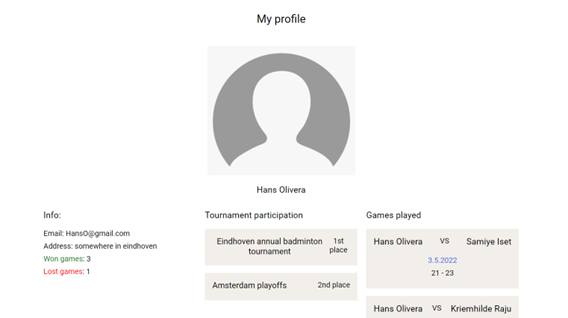 My profile
Hans Olivera
Info:
Email: HansO@gmail.com
Address: somewhere in eindhoven
Won games: 3
Lost games: 1
Tournament participation
Eindhoven annual badminton tournament 1st place
Amsterdam playoffs 2nd place
Games played
Hans Olivera VS Samiye Iset
3.5.2022
21 - 23
Hans Olivera VS Kriemhilde Raju